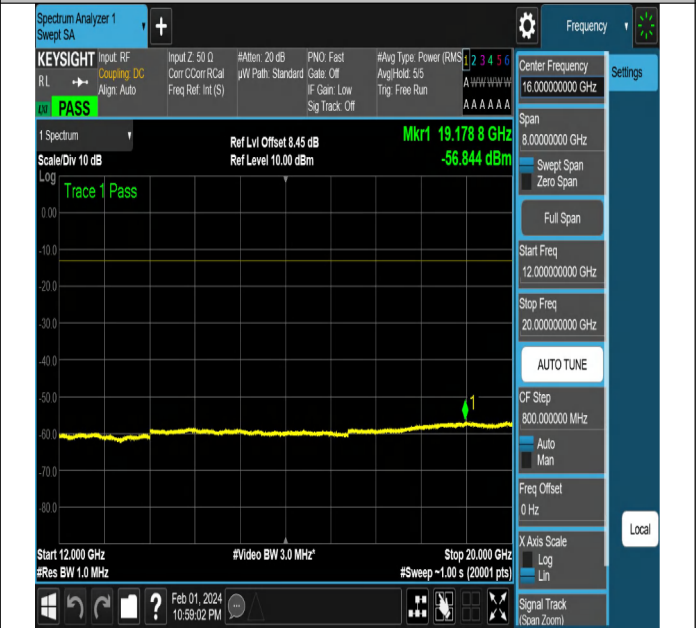 Spectrum Analyzer 1
Swept SA
+
Frequency
KEYSIGHT
RL
PASS
Input: RF
Coupling: DC
Align: Auto
Input Z: 50 Ω
Corr CCorr RCal
Freq Ref: Int (S)
#Atten: 20 dB
µW Path: Standard
PNO: Fast
Gate: Off
IF Gain: Low
Sig Track: Off
#Avg Type: Power (RMS
Avg|Hold: 5/5
Trig: Free Run
1 2 3 4 5 6
A W W W W W
A A A A A A
1 Spectrum
Scale/Div 10 dB
Ref Lvl Offset 8.45 dB
Ref Level 10.00 dBm
Mkr1 19.178 8 GHz
-56.844 dBm
Log
Trace 1 Pass
0.00
-10.0
-20.0
-30.0
-40.0
-50.0
-60.0
-70.0
-80.0
1
Start 12.000 GHz
#Res BW 1.0 MHz
#Video BW 3.0 MHz*
Stop 20.000 GHz
#Sweep ~1.00 s (20001 pts)
Center Frequency
16.000000000 GHz
Settings
Span
8.00000000 GHz
Swept Span
Zero Span
Full Span
Start Freq
12.000000000 GHz
Stop Freq
20.000000000 GHz
AUTO TUNE
CF Step
800.000000 MHz
Auto
Man
Freq Offset
0 Hz
X Axis Scale
Log
Lin
Local
Signal Track
(Span Zoom)
?
Feb 01, 2024
10:59:02 PM